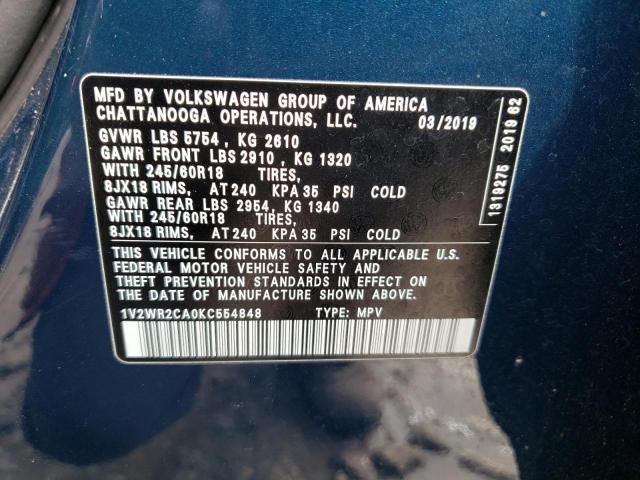 MFD BY VOLKSWAGEN GROUP OF AMERICA
CHATTANOOGA OPERATIONS, LLC. 03/2019
GVWR LBS 5754 , KG 2610
GAWR FRONT LBS 2910 , KG 1320
WITH 245/60R18 TIRES,
8JX18 RIMS, AT 240 KPA 35 PSI COLD
GAWR REAR LBS 2954, KG 1340
WITH 245/60R18 TIRES,
8JX18 RIMS, AT 240 KPA 35 PSI COLD
THIS VEHICLE CONFORMS TO ALL APPLICABLE U.S.
FEDERAL MOTOR VEHICLE SAFETY AND
THEFT PREVENTION STANDARDS IN EFFECT ON THE
DATE OF MANUFACTURE SHOWN ABOVE.
1V2WR2CA0KC554848 TYPE: MPV
1319275 2019 62